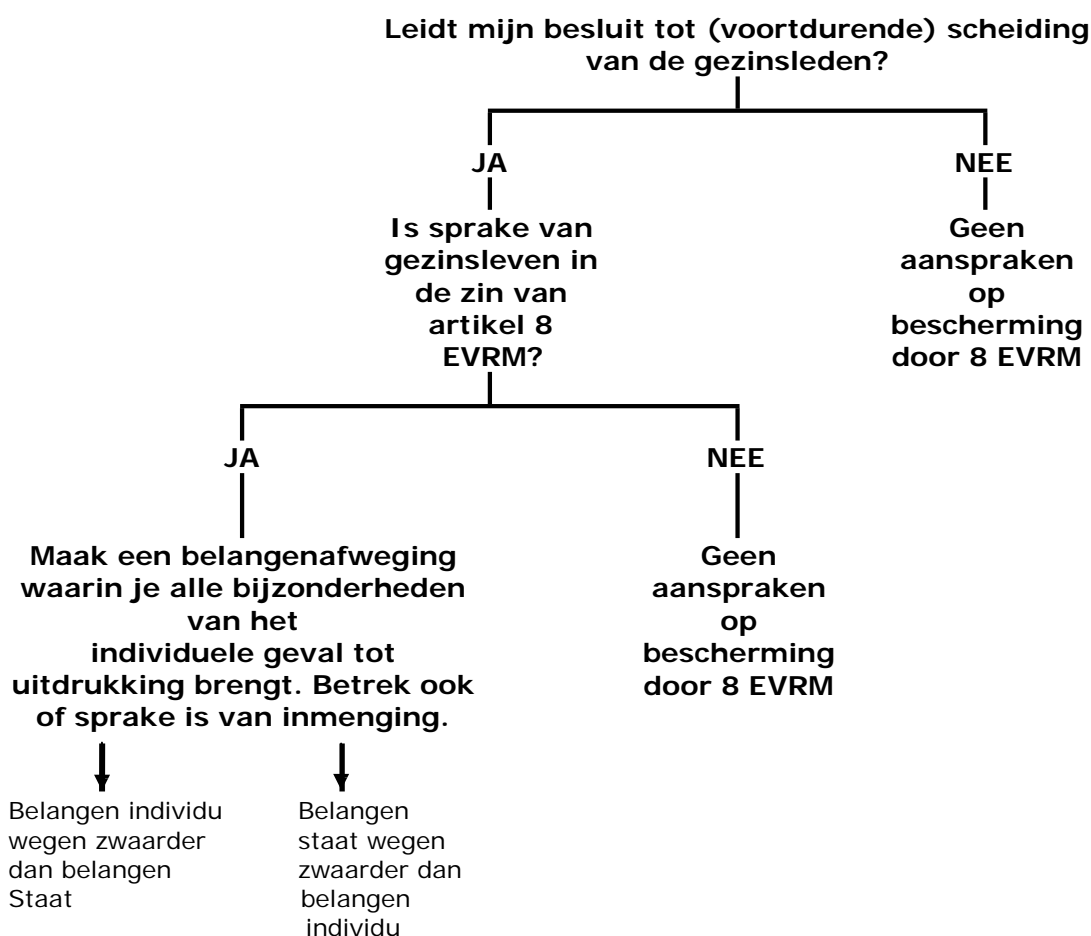 Leidt mijn besluit tot (voortdurende) scheiding
van de gezinsleden?
JA
NEE
Is sprake van
gezinsleven in
de zin van
artikel 8
EVRM?
Geen
aanspraken
op
bescherming
door 8 EVRM
JA
NEE
Maak een belangenafweging
waarin je alle bijzonderheden
van het
individuele geval tot
uitdrukking brengt. Betrek ook
of sprake is van inmenging.
Geen
aanspraken
op
bescherming
door 8 EVRM
Belangen individu
wegen zwaarder
dan belangen
Staat
Belangen
staat wegen
zwaarder dan
belangen
individu